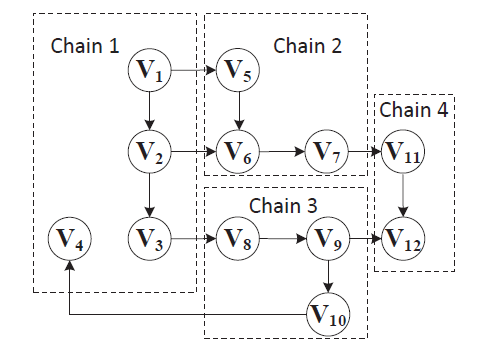 Chain 1
Chain 2
V1
V5
Chain 4
V2
V6
V7
V11
Chain 3
V4
V3
V8
V9
V12
V10